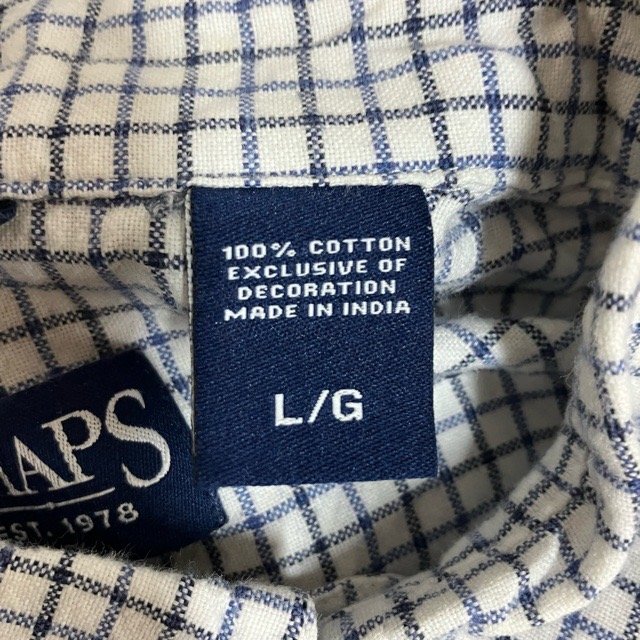 100% COTTON
EXCLUSIVE OF
DECORATION
MADE IN INDIA
L/G
EST. 1978